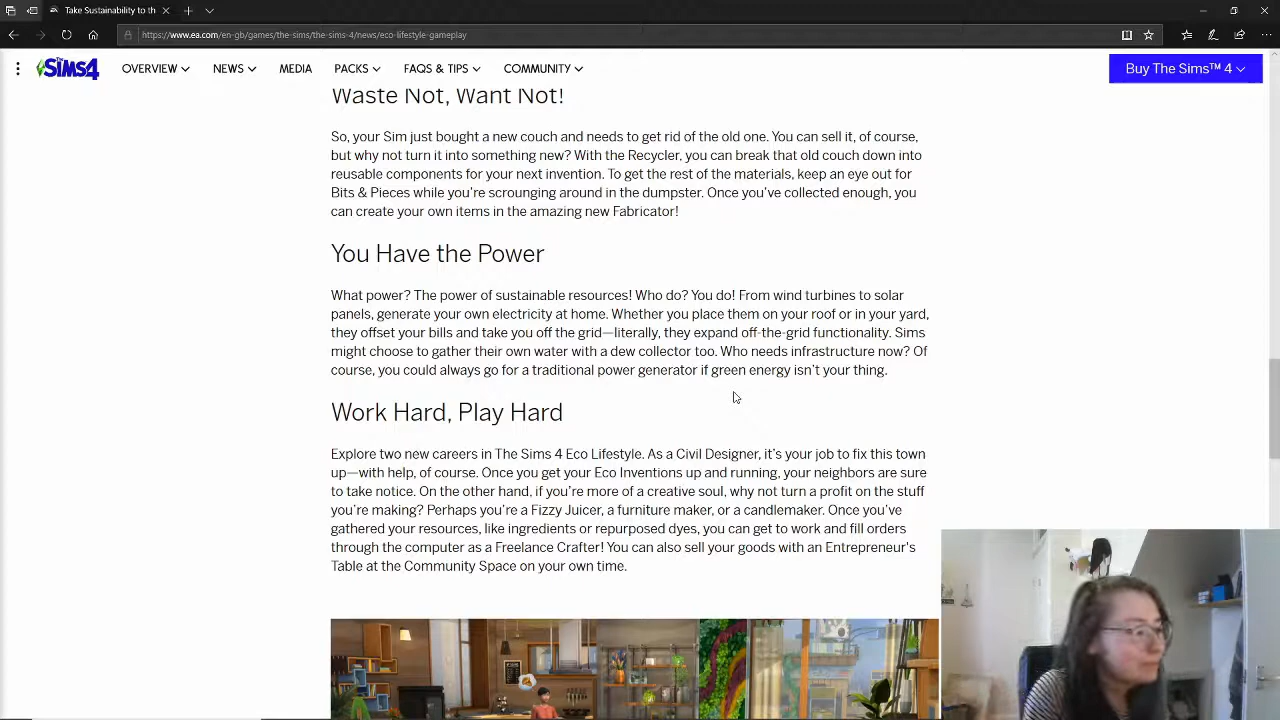 Take Sustainability to th
https://www.ea.com/en-gb/games/the-sims/the-sims-4/news/eco-lifestyle-gameplay
The SIMS 4 OVERVIEW NEWS MEDIA PACKS FAQS & TIPS COMMUNITY Buy The Sims™ 4
Waste Not, Want Not!
So, your Sim just bought a new couch and needs to get rid of the old one. You can sell it, of course,
but why not turn it into something new? With the Recycler, you can break that old couch down into
reusable components for your next invention. To get the rest of the materials, keep an eye out for
Bits & Pieces while you're scrounging around in the dumpster. Once you've collected enough, you
can create your own items in the amazing new Fabricator!
You Have the Power
What power? The power of sustainable resources! Who do? You do! From wind turbines to solar
panels, generate your own electricity at home. Whether you place them on your roof or in your yard,
they offset your bills and take you off the grid—literally, they expand off-the-grid functionality. Sims
might choose to gather their own water with a dew collector too. Who needs infrastructure now? Of
course, you could always go for a traditional power generator if green energy isn't your thing.
Work Hard, Play Hard
Explore two new careers in The Sims 4 Eco Lifestyle. As a Civil Designer, it's your job to fix this town
up—with help, of course. Once you get your Eco Inventions up and running, your neighbors are sure
to take notice. On the other hand, if you're more of a creative soul, why not turn a profit on the stuff
you're making? Perhaps you're a Fizzy Juicer, a furniture maker, or a candlemaker. Once you've
gathered your resources, like ingredients or repurposed dyes, you can get to work and fill orders
through the computer as a Freelance Crafter! You can also sell your goods with an Entrepreneur's
Table at the Community Space on your own time.